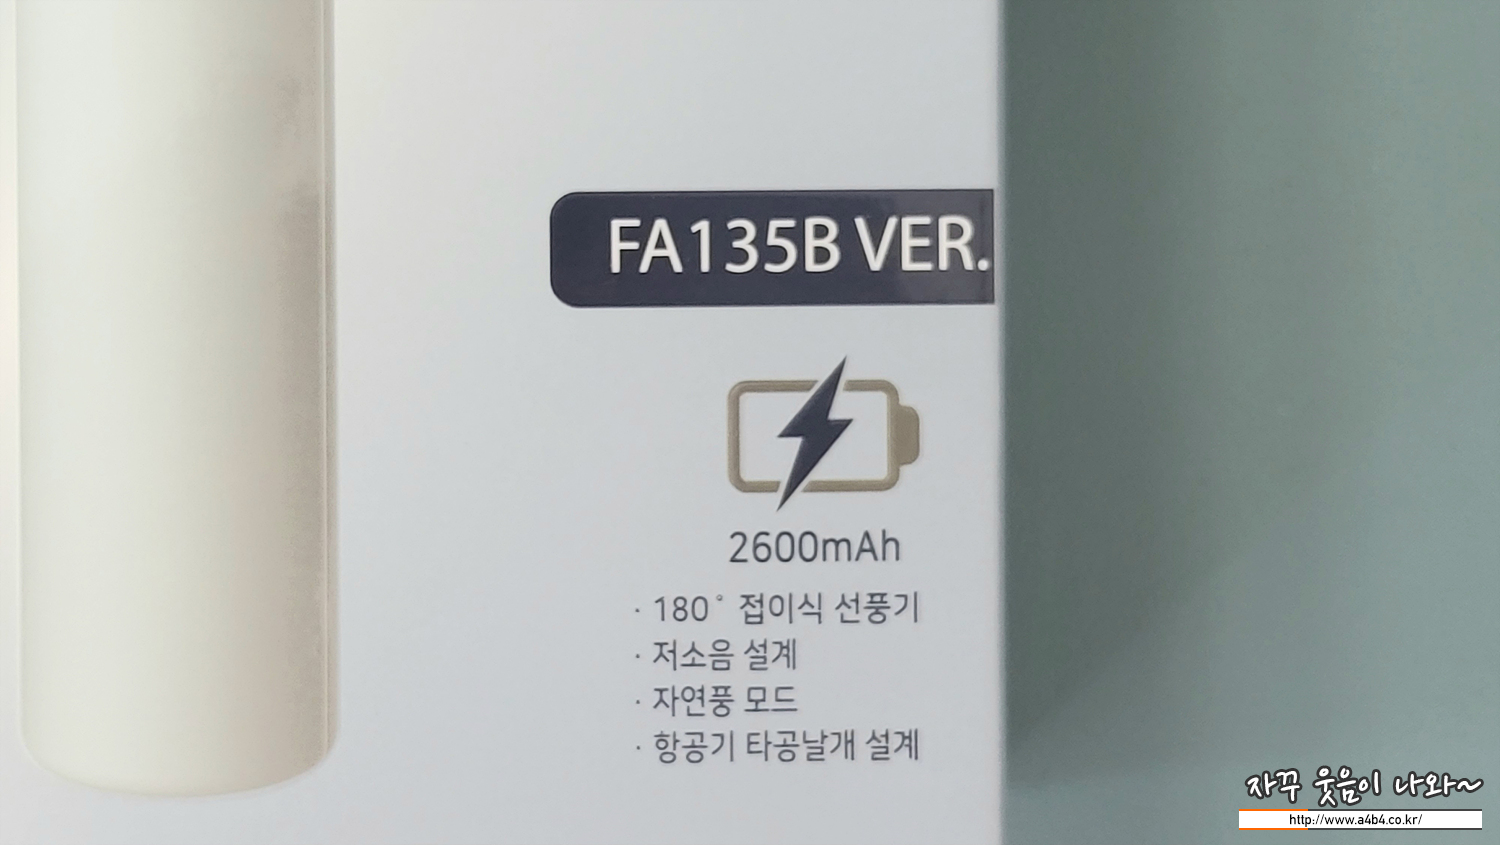 FA135B VER.
2600mAh
· 180˚ 접이식 선풍기
· 저소음 설계
· 자연풍 모드
· 항공기 타공날개 설계
자꾸 웃음이 나와~
http://www.a4b4.co.kr/